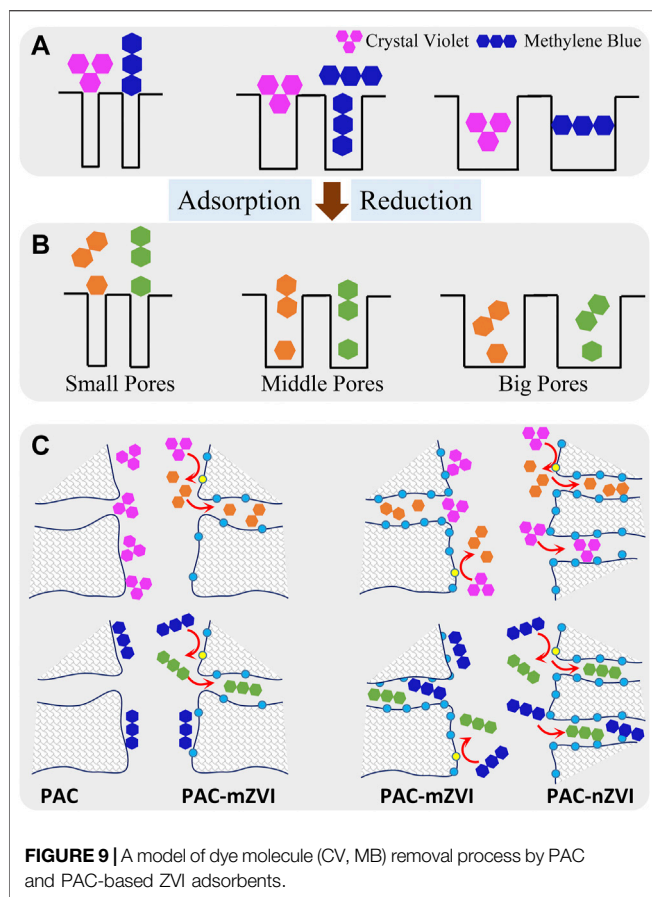 A
Crystal Violet Methylene Blue
Adsorption Reduction
B
Small Pores Middle Pores Big Pores
C
PAC PAC-mZVI PAC-mZVI PAC-nZVI
FIGURE 9 | A model of dye molecule (CV, MB) removal process by PAC
and PAC-based ZVI adsorbents.